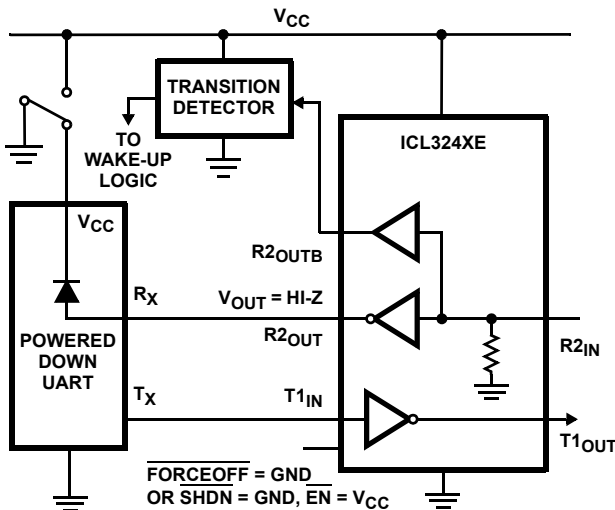 VCC
TRANSITION
DETECTOR
TO
WAKE-UP
LOGIC
ICL324XE
VCC
R2OUTB
RX
VOUT = HI-Z
POWERED
DOWN
UART
R2OUT
R2IN
TX
T1IN
T1OUT
FORCEOFF = GND
OR SHDN = GND, EN = VCC